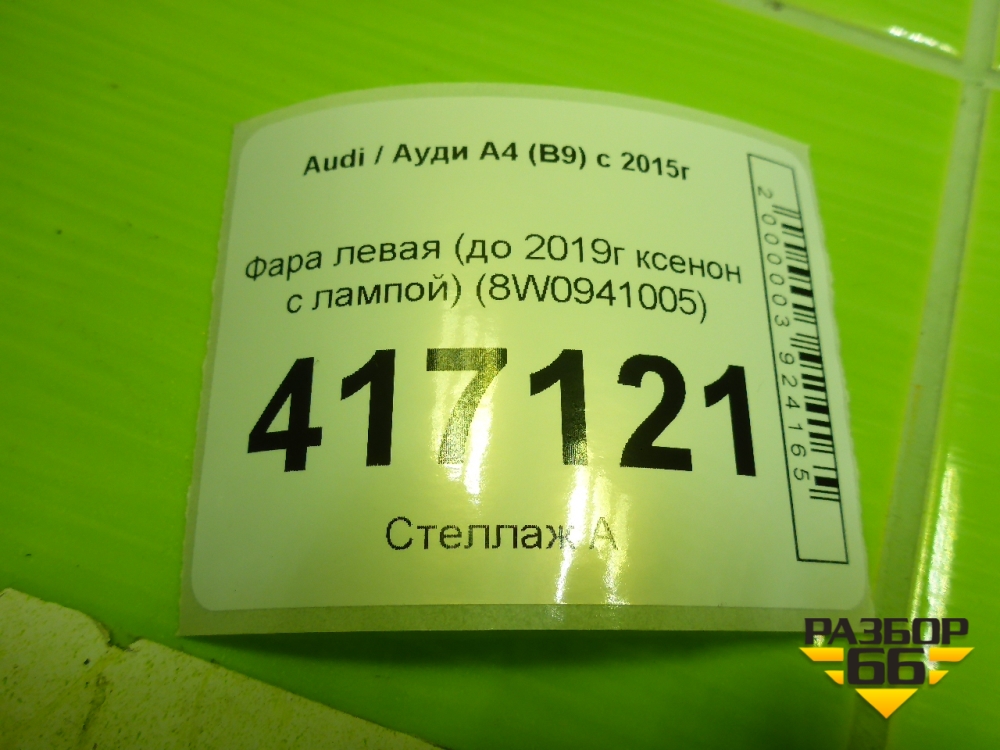 Audi / Ауди А4 (B9) с 2015г
Фара левая (до 2019г ксенон
с лампой) (8W0941005)
417121
Стеллаж А
2000003924165
РАЗБОР
66